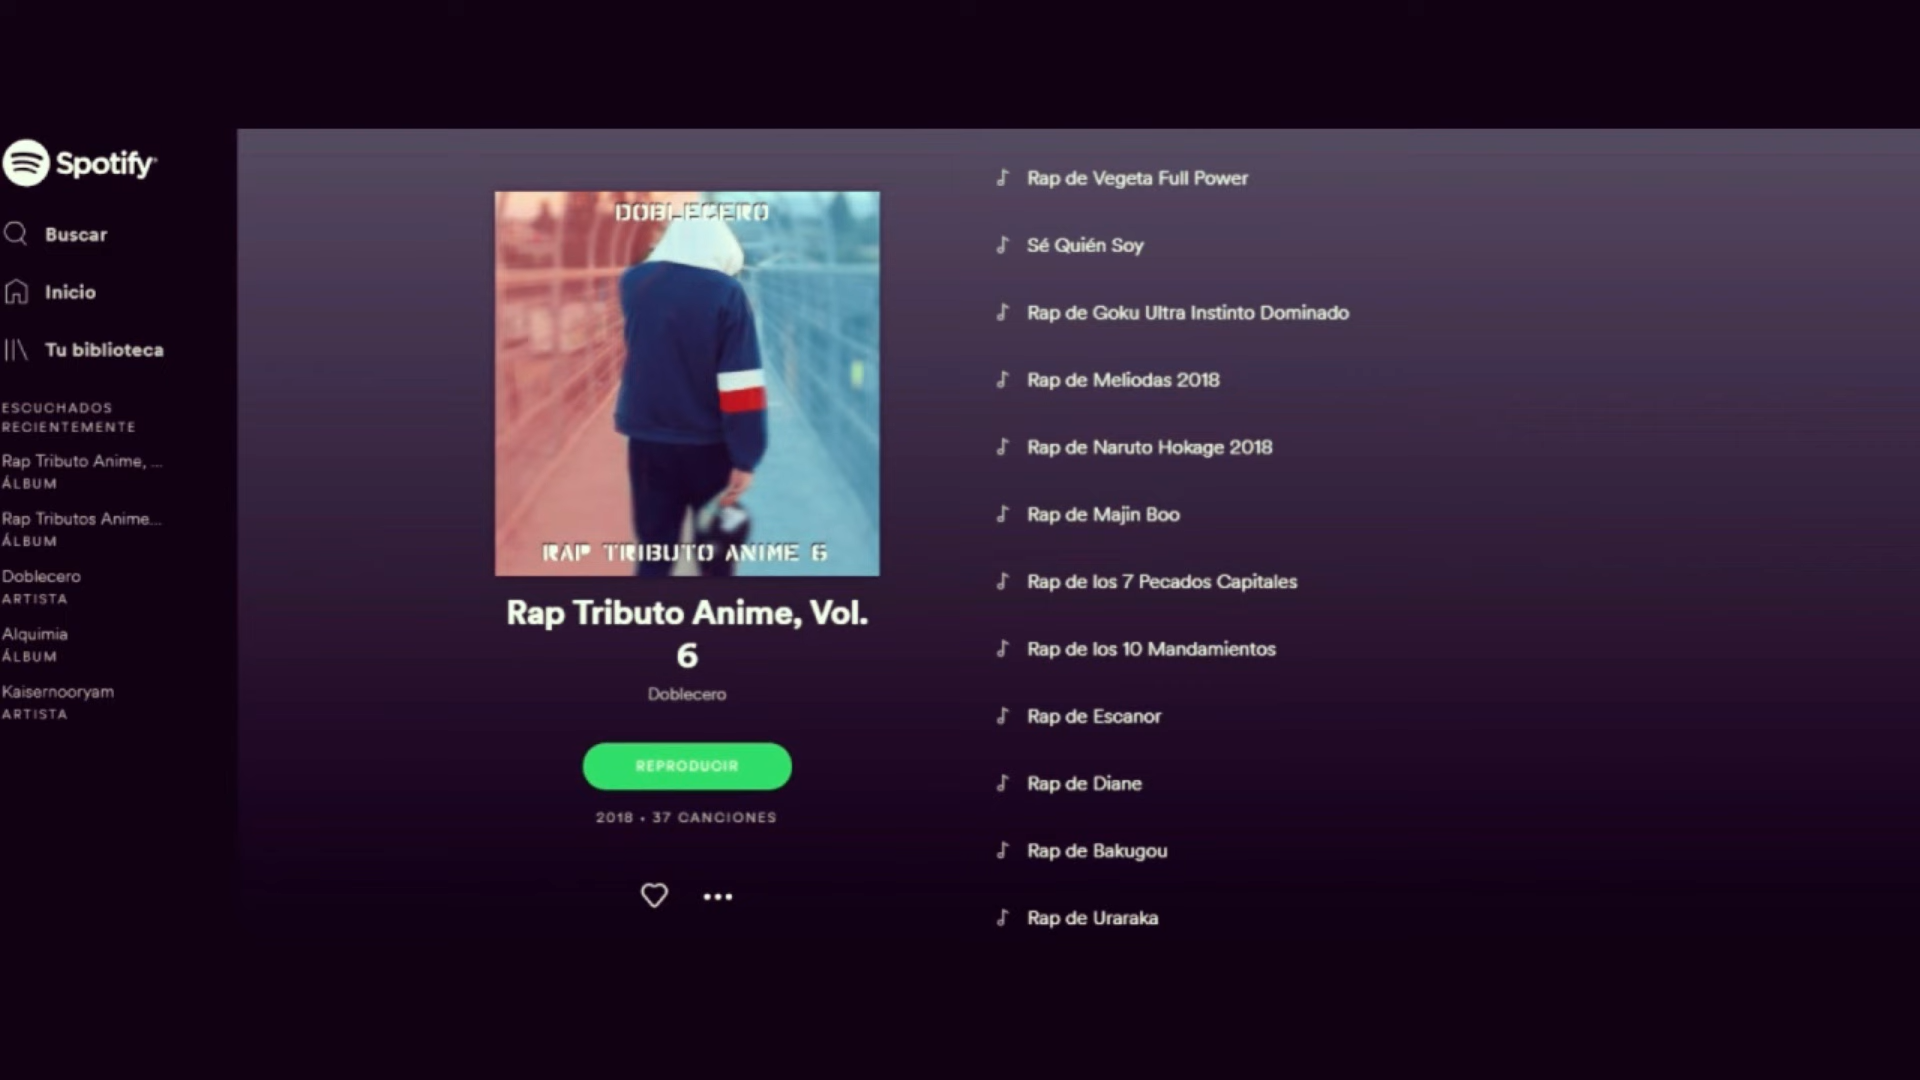 Spotify
Buscar
Inicio
Tu biblioteca
ESCUCHADOS
RECIENTEMENTE
Rap Tributo Anime, ...
ÁLBUM
Rap Tributos Anime...
ÁLBUM
Doblecero
ARTISTA
Alquimia
ÁLBUM
Kaisernooryam
ARTISTA
DOBLECERO
RAP TRIBUTO ANIME 6
Rap Tributo Anime, Vol.
6
Doblecero
REPRODUCIR
2018 • 37 CANCIONES
Rap de Vegeta Full Power
Sé Quién Soy
Rap de Goku Ultra Instinto Dominado
Rap de Meliodas 2018
Rap de Naruto Hokage 2018
Rap de Majin Boo
Rap de los 7 Pecados Capitales
Rap de los 10 Mandamientos
Rap de Escanor
Rap de Diane
Rap de Bakugou
Rap de Uraraka